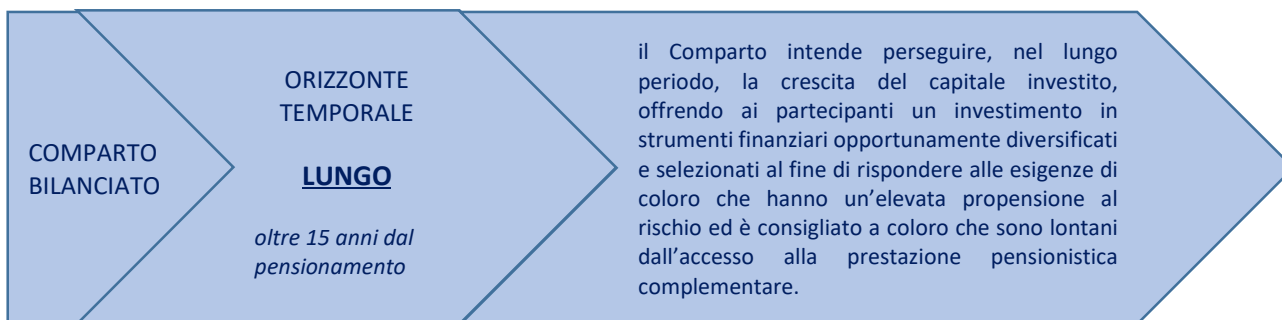 COMPARTO
BILANCIATO
ORIZZONTE
TEMPORALE
LUNGO
oltre 15 anni dal
pensionamento
il Comparto intende perseguire, nel lungo
periodo, la crescita del capitale investito,
offrendo ai partecipanti un investimento in
strumenti finanziari opportunamente diversificati
e selezionati al fine di rispondere alle esigenze di
coloro che hanno un’elevata propensione al
rischio ed è consigliato a coloro che sono lontani
dall’accesso alla prestazione pensionistica
complementare.